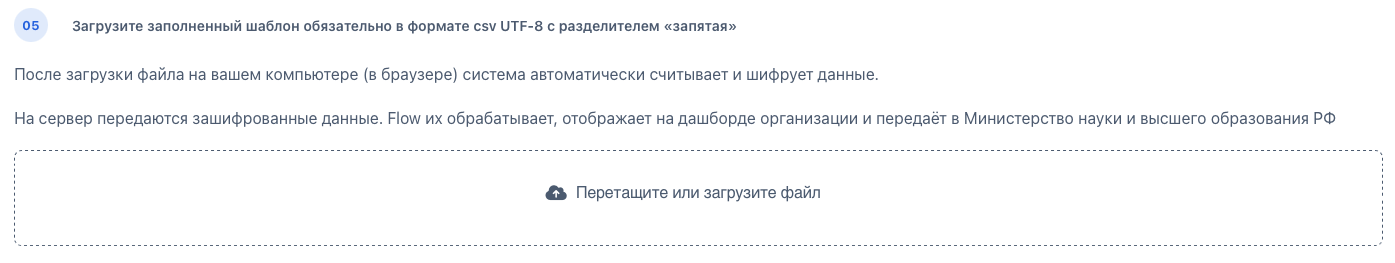 05 Загрузите заполненный шаблон обязательно в формате csv UTF-8 с разделителем «запятая»
После загрузки файла на вашем компьютере (в браузере) система автоматически считывает и шифрует данные.
На сервер передаются зашифрованные данные. Flow их обрабатывает, отображает на дашборде организации и передаёт в Министерство науки и высшего образования РФ
Перетащите или загрузите файл